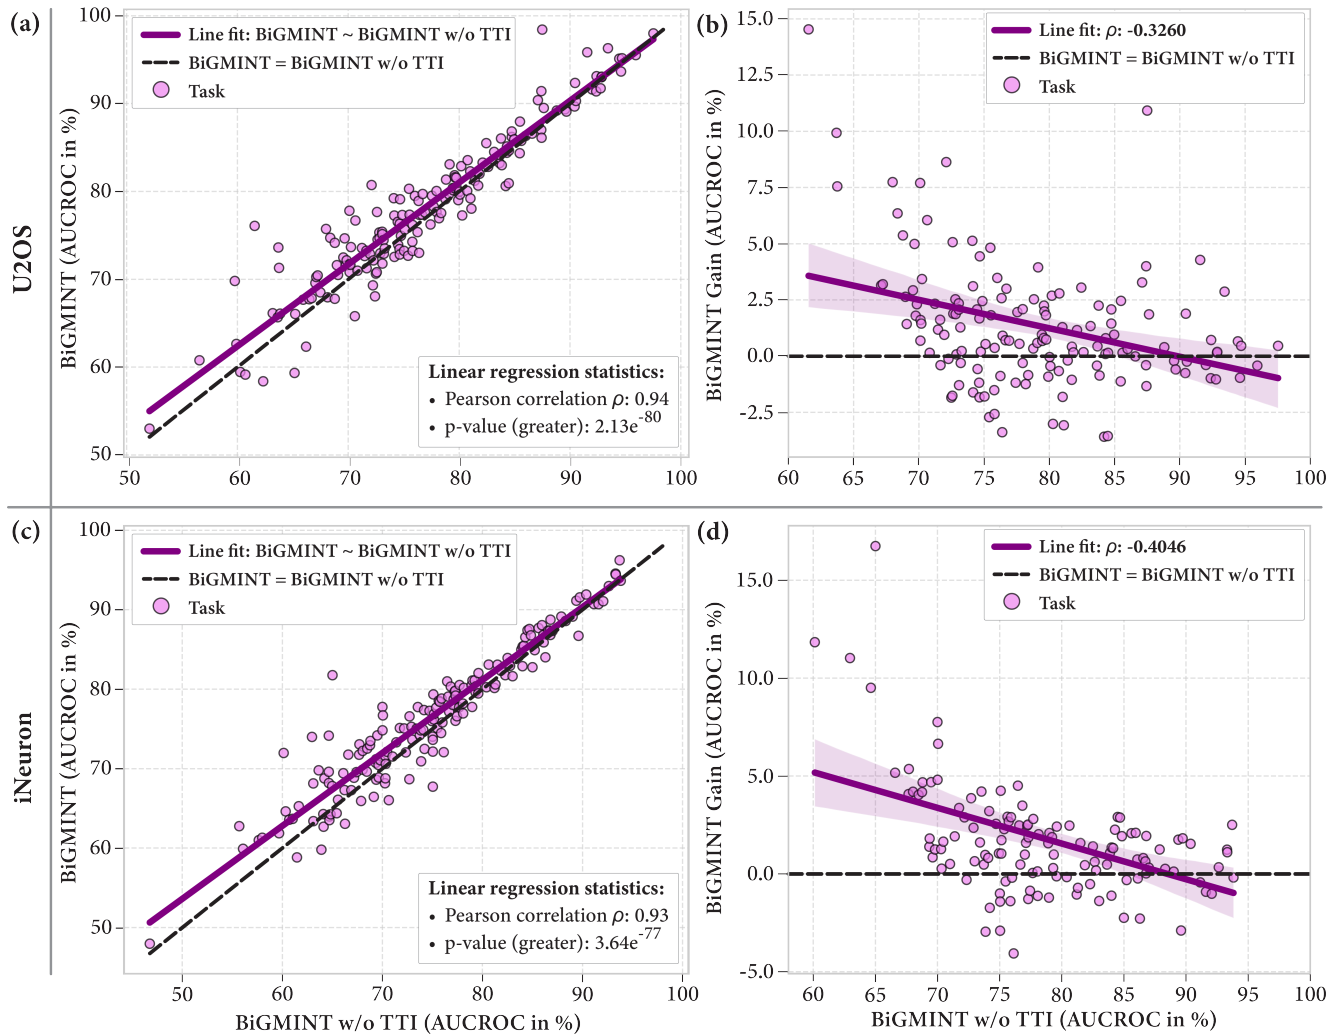 (a)
100
90
80
70
60
50
BiGMINT (AUCROC in %)
U2OS
Line fit: BiGMINT ~ BiGMINT w/o TTI
BiGMINT = BiGMINT w/o TTI
Task
Linear regression statistics:
• Pearson correlation ρ: 0.94
• p-value (greater): 2.13e-80
50 60 70 80 90 100
(b)
15.0
12.5
10.0
7.5
5.0
2.5
0.0
-2.5
BiGMINT Gain (AUCROC in %)
Line fit: ρ: -0.3260
BiGMINT = BiGMINT w/o TTI
Task
60 65 70 75 80 85 90 95 100
(c)
100
90
80
70
60
50
BiGMINT (AUCROC in %)
iNeuron
Line fit: BiGMINT ~ BiGMINT w/o TTI
BiGMINT = BiGMINT w/o TTI
Task
Linear regression statistics:
• Pearson correlation ρ: 0.93
• p-value (greater): 3.64e-77
50 60 70 80 90 100
BiGMINT w/o TTI (AUCROC in %)
(d)
15.0
10.0
5.0
0.0
-5.0
BiGMINT Gain (AUCROC in %)
Line fit: ρ: -0.4046
BiGMINT = BiGMINT w/o TTI
Task
60 65 70 75 80 85 90 95 100
BiGMINT w/o TTI (AUCROC in %)